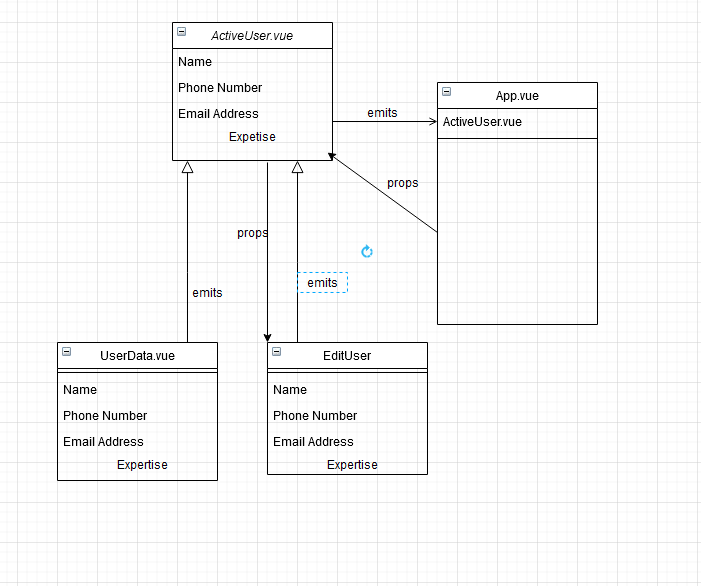 ActiveUser.vue
Name
Phone Number
Email Address
Expetise
emits
App.vue
ActiveUser.vue
props
props
emits
emits
UserData.vue
Name
Phone Number
Email Address
Expertise
EditUser
Name
Phone Number
Email Address
Expertise